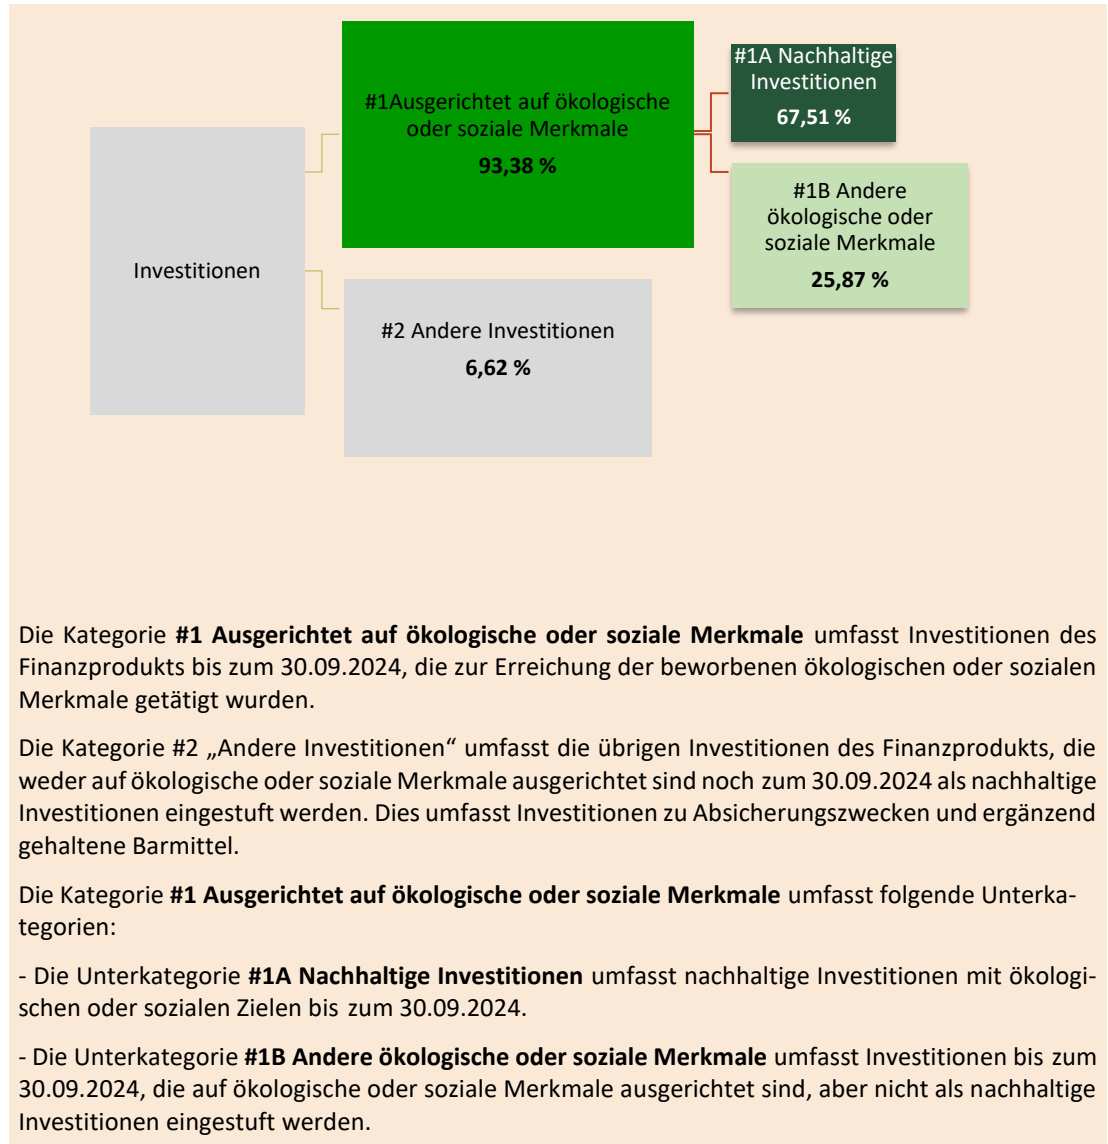 #1A Nachhaltige
Investitionen
67,51 %
#1Ausgerichtet auf ökologische
oder soziale Merkmale
93,38 %
#1B Andere
ökologische oder
soziale Merkmale
25,87 %
Investitionen
#2 Andere Investitionen
6,62 %
Die Kategorie #1 Ausgerichtet auf ökologische oder soziale Merkmale umfasst Investitionen des
Finanzprodukts bis zum 30.09.2024, die zur Erreichung der beworbenen ökologischen oder sozialen
Merkmale getätigt wurden.
Die Kategorie #2 „Andere Investitionen“ umfasst die übrigen Investitionen des Finanzprodukts, die
weder auf ökologische oder soziale Merkmale ausgerichtet sind noch zum 30.09.2024 als nachhaltige
Investitionen eingestuft werden. Dies umfasst Investitionen zu Absicherungszwecken und ergänzend
gehaltene Barmittel.
Die Kategorie #1 Ausgerichtet auf ökologische oder soziale Merkmale umfasst folgende Unterka-
tegorien:
- Die Unterkategorie #1A Nachhaltige Investitionen umfasst nachhaltige Investitionen mit ökologi-
schen oder sozialen Zielen bis zum 30.09.2024.
- Die Unterkategorie #1B Andere ökologische oder soziale Merkmale umfasst Investitionen bis zum
30.09.2024, die auf ökologische oder soziale Merkmale ausgerichtet sind, aber nicht als nachhaltige
Investitionen eingestuft werden.